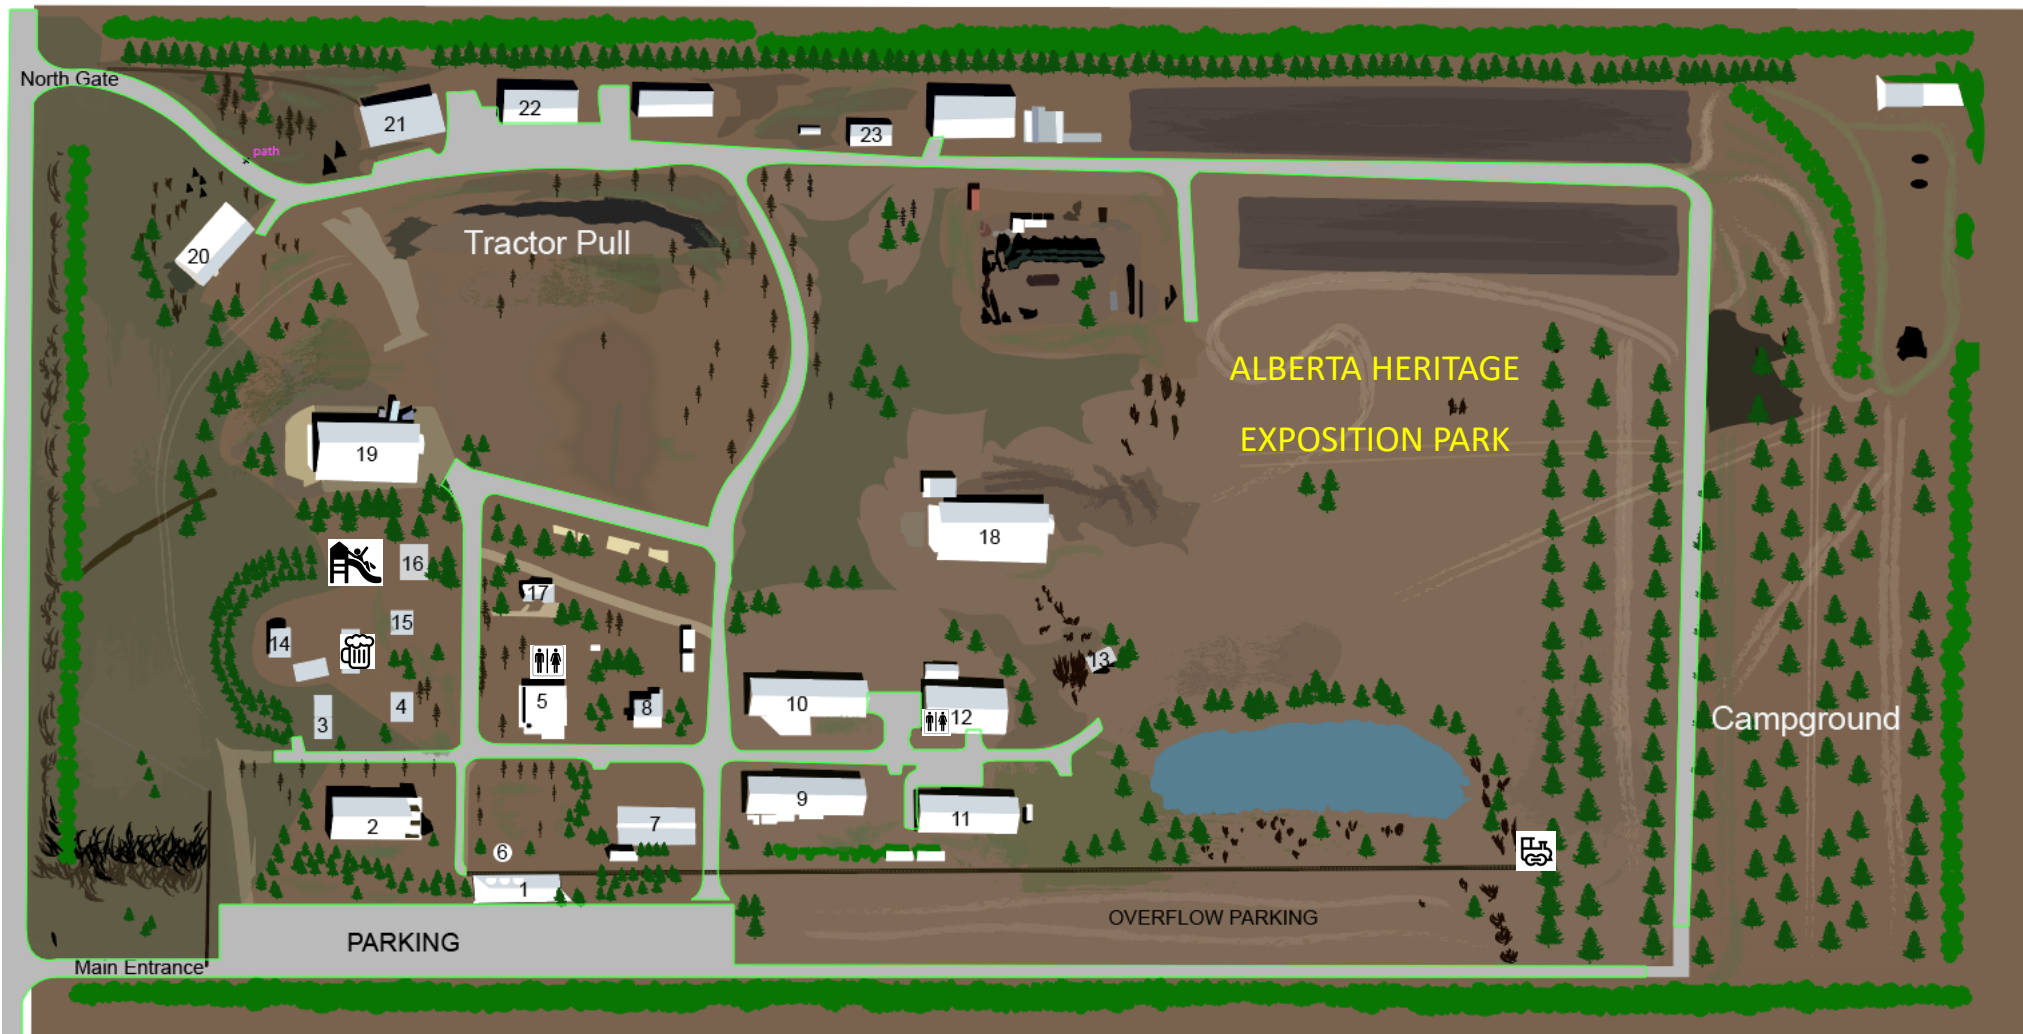 North Gate
path
21
22
23
20
Tractor Pull
ALBERTA HERITAGE
EXPOSITION PARK
19
18
16
17
15
14
13
5
8
10
12
3
4
Campground
2
6
7
9
11
1
OVERFLOW PARKING
PARKING
Main Entrance